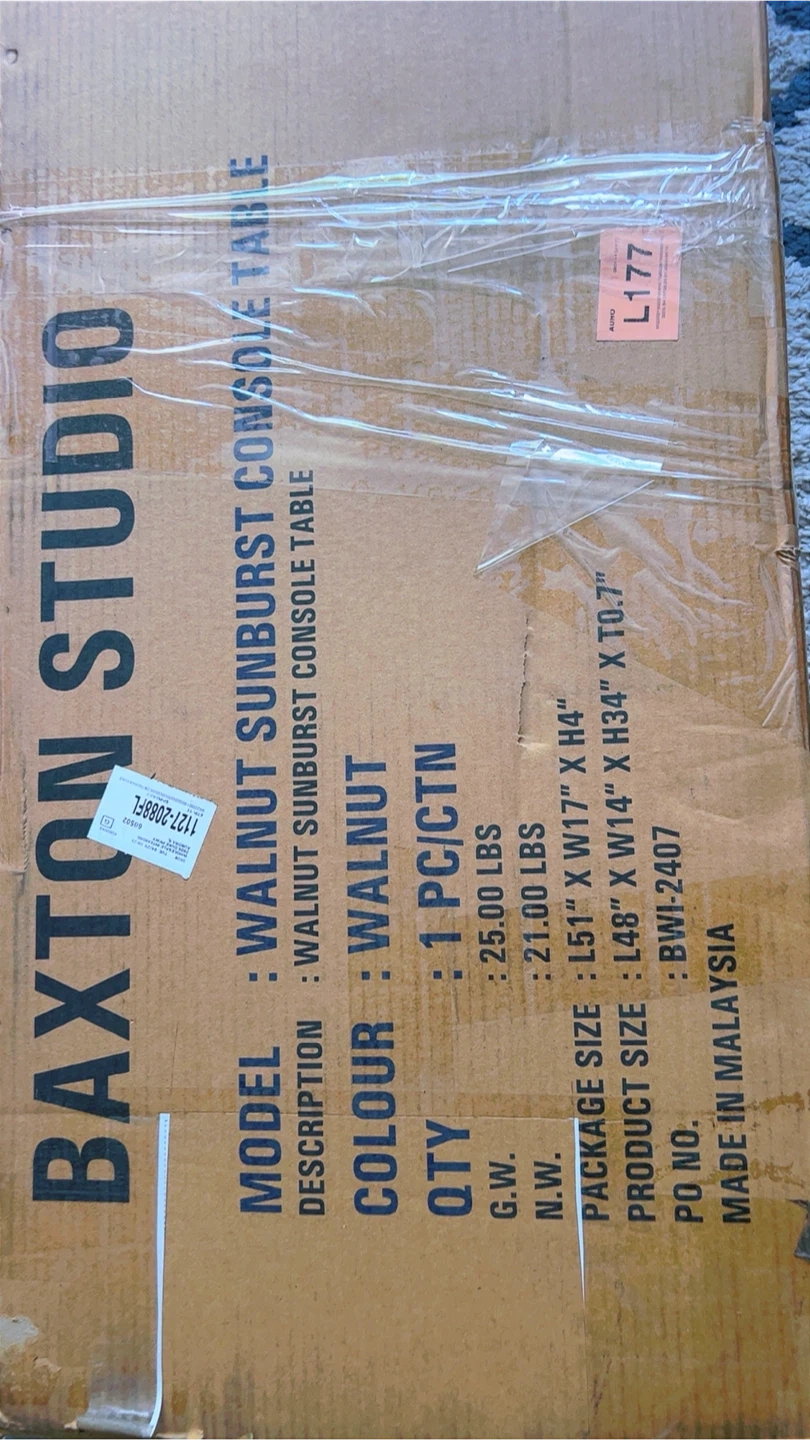 BAXTON STUDIO
MODEL : WALNUT SUNBURST CONSOLE TABLE
DESCRIPTION : WALNUT SUNBURST CONSOLE TABLE
COLOUR : WALNUT
QTY : 1 PC/CTN
G.W. : 25.00 LBS
N.W. : 21.00 LBS
PACKAGE SIZE : L51" X W17" X H4"
PRODUCT SIZE : L48" X W14" X H34" X T0.7"
PO NO. : BWI-2407
MADE IN MALAYSIA
60502
1127-2088FL
L177